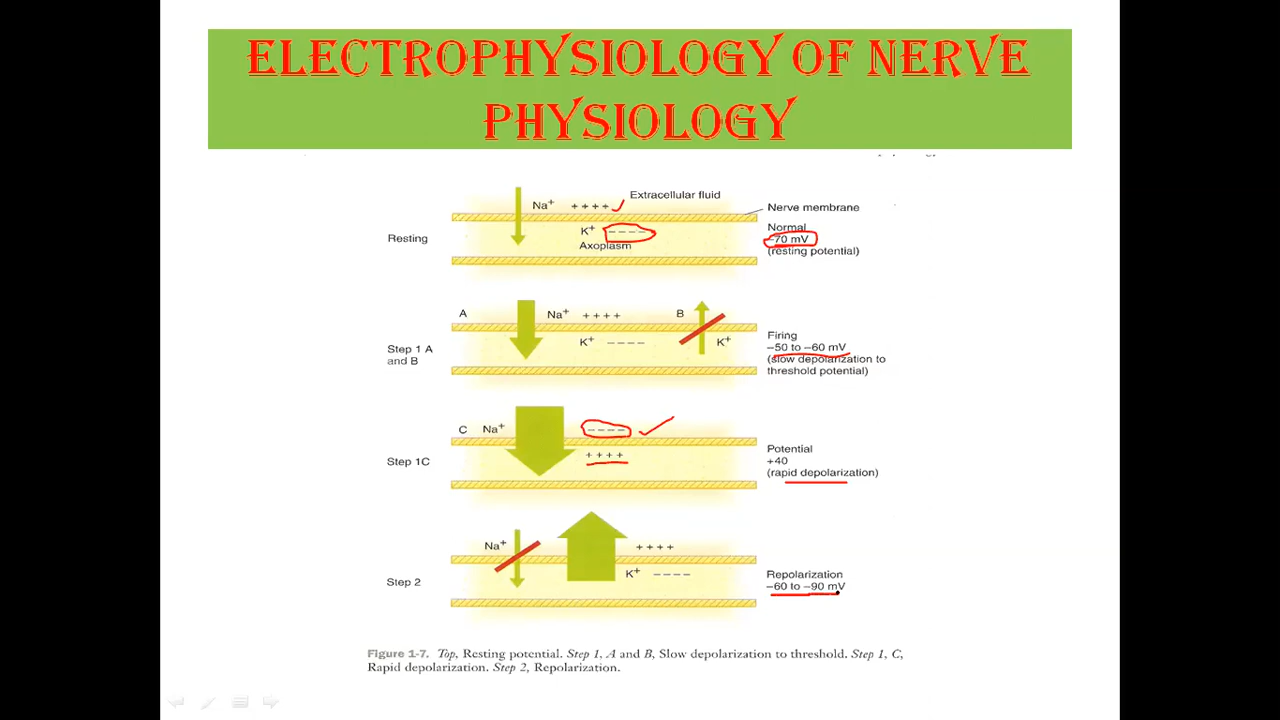 ELECTROPHYSIOLOGY OF NERVE
PHYSIOLOGY
Extracellular fluid
Na+ ++++
Nerve membrane
K+ ----
Axoplasm
Resting
Normal
-70 mV
(resting potential)
A Na+ ++++ B
K+ ---- K+
Step 1 A
and B
Firing
-50 to -60 mV
(slow depolarization to
threshold potential)
C Na+ ----
++++
Step 1C
Potential
+40
(rapid depolarization)
Na+ ++++
K+ ----
Step 2
Repolarization
-60 to -90 mV
Figure 1-7. Top, Resting potential. Step 1, A and B, Slow depolarization to threshold. Step 1, C,
Rapid depolarization. Step 2, Repolarization.